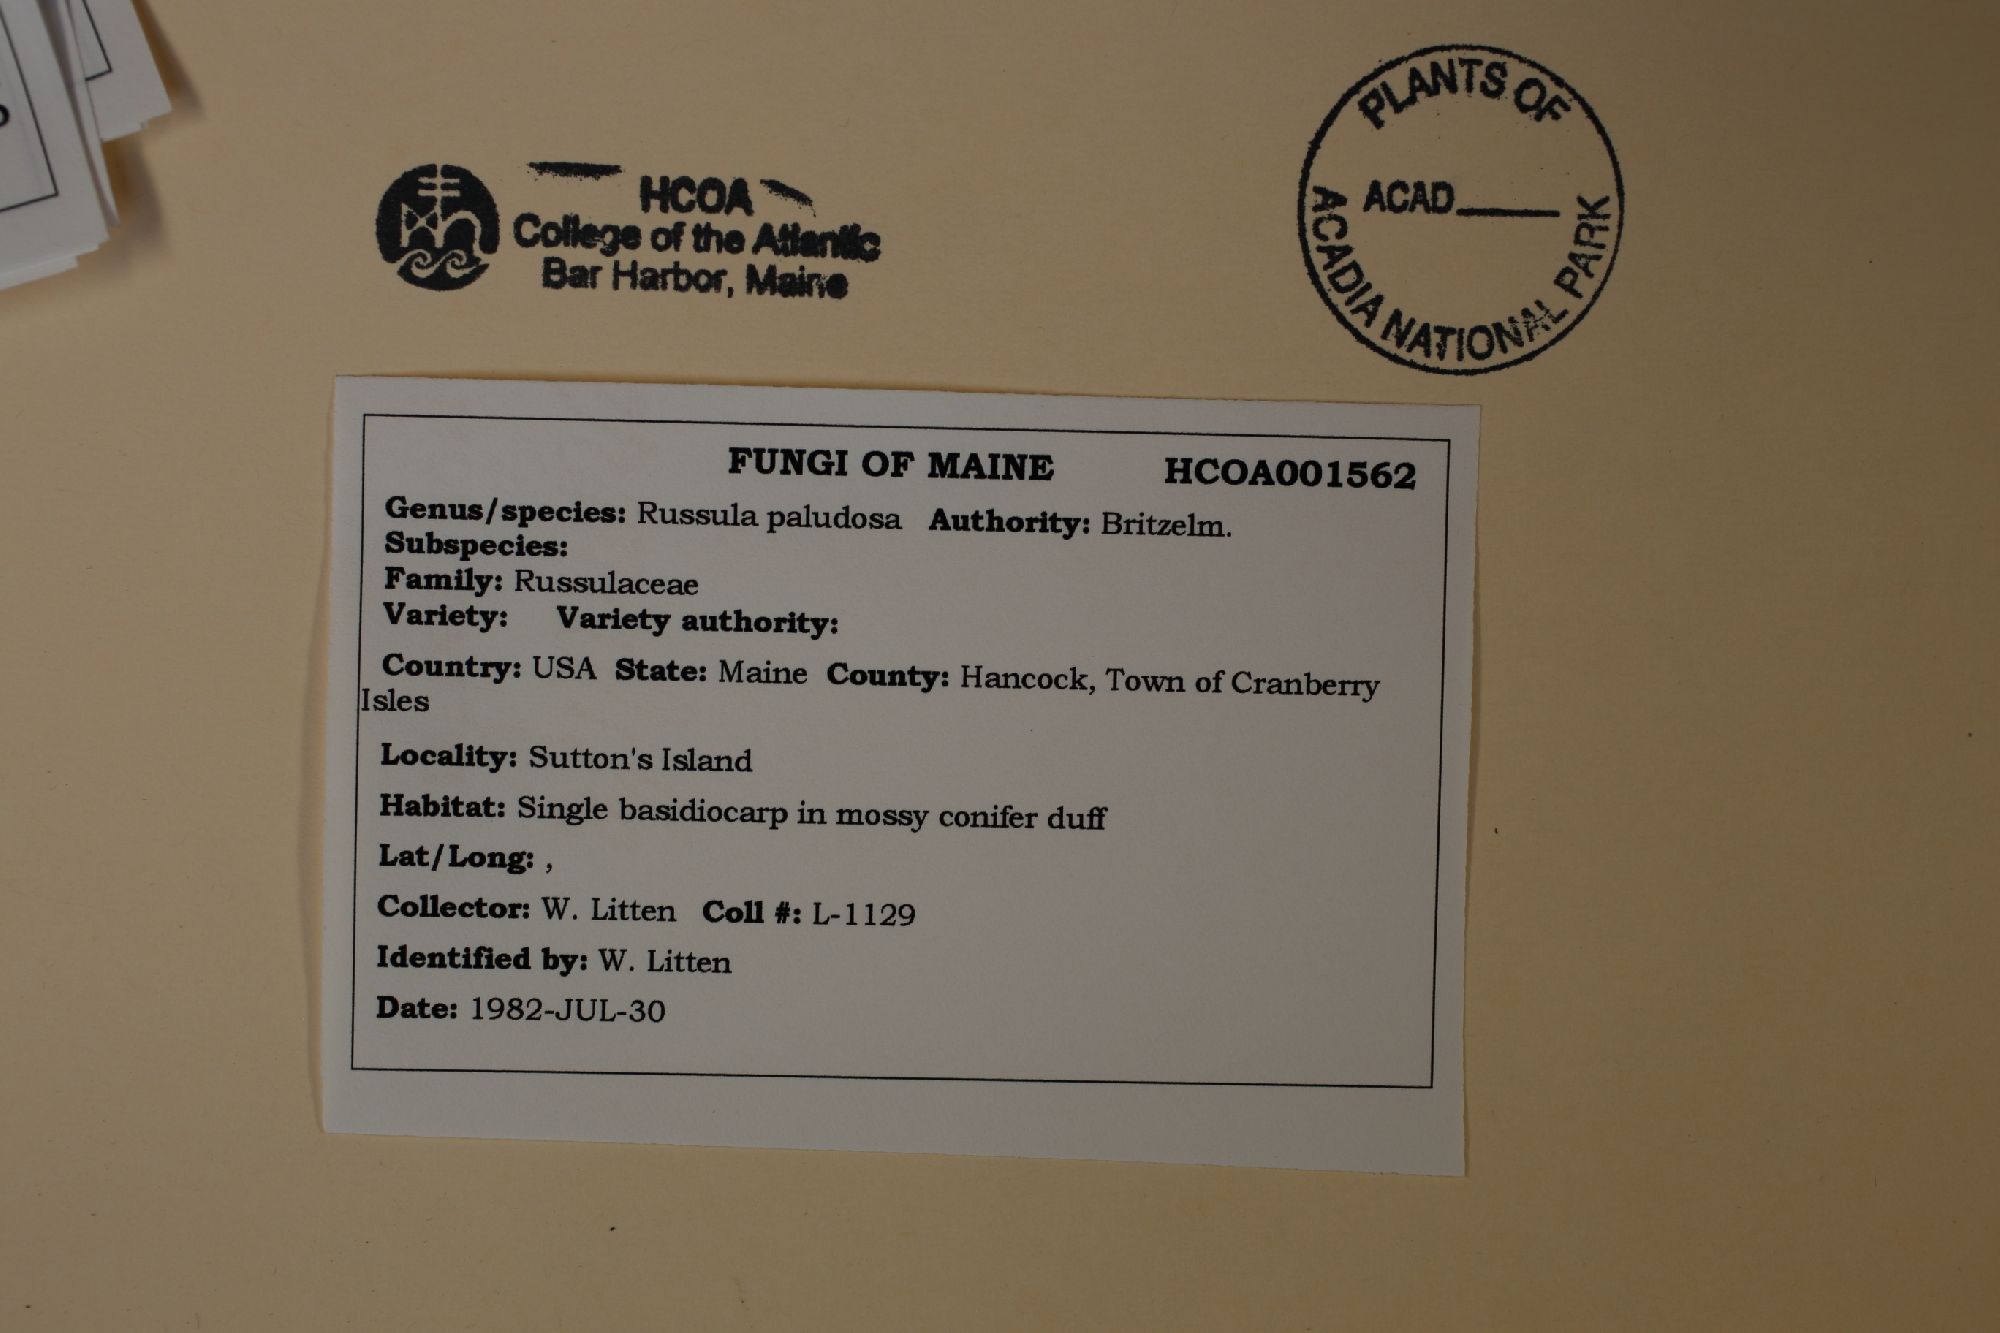 HCOA
College of the Atlantic
Bar Harbor, Maine
PLANTS OF
ACAD_____
ACADIA NATIONAL PARK
FUNGI OF MAINE HCOA001562
Genus/species: Russula paludosa Authority: Britzelm.
Subspecies:
Family: Russulaceae
Variety: Variety authority:
Country: USA State: Maine County: Hancock, Town of Cranberry
Isles
Locality: Sutton's Island
Habitat: Single basidiocarp in mossy conifer duff
Lat/Long: ,
Collector: W. Litten Coll #: L-1129
Identified by: W. Litten
Date: 1982-JUL-30